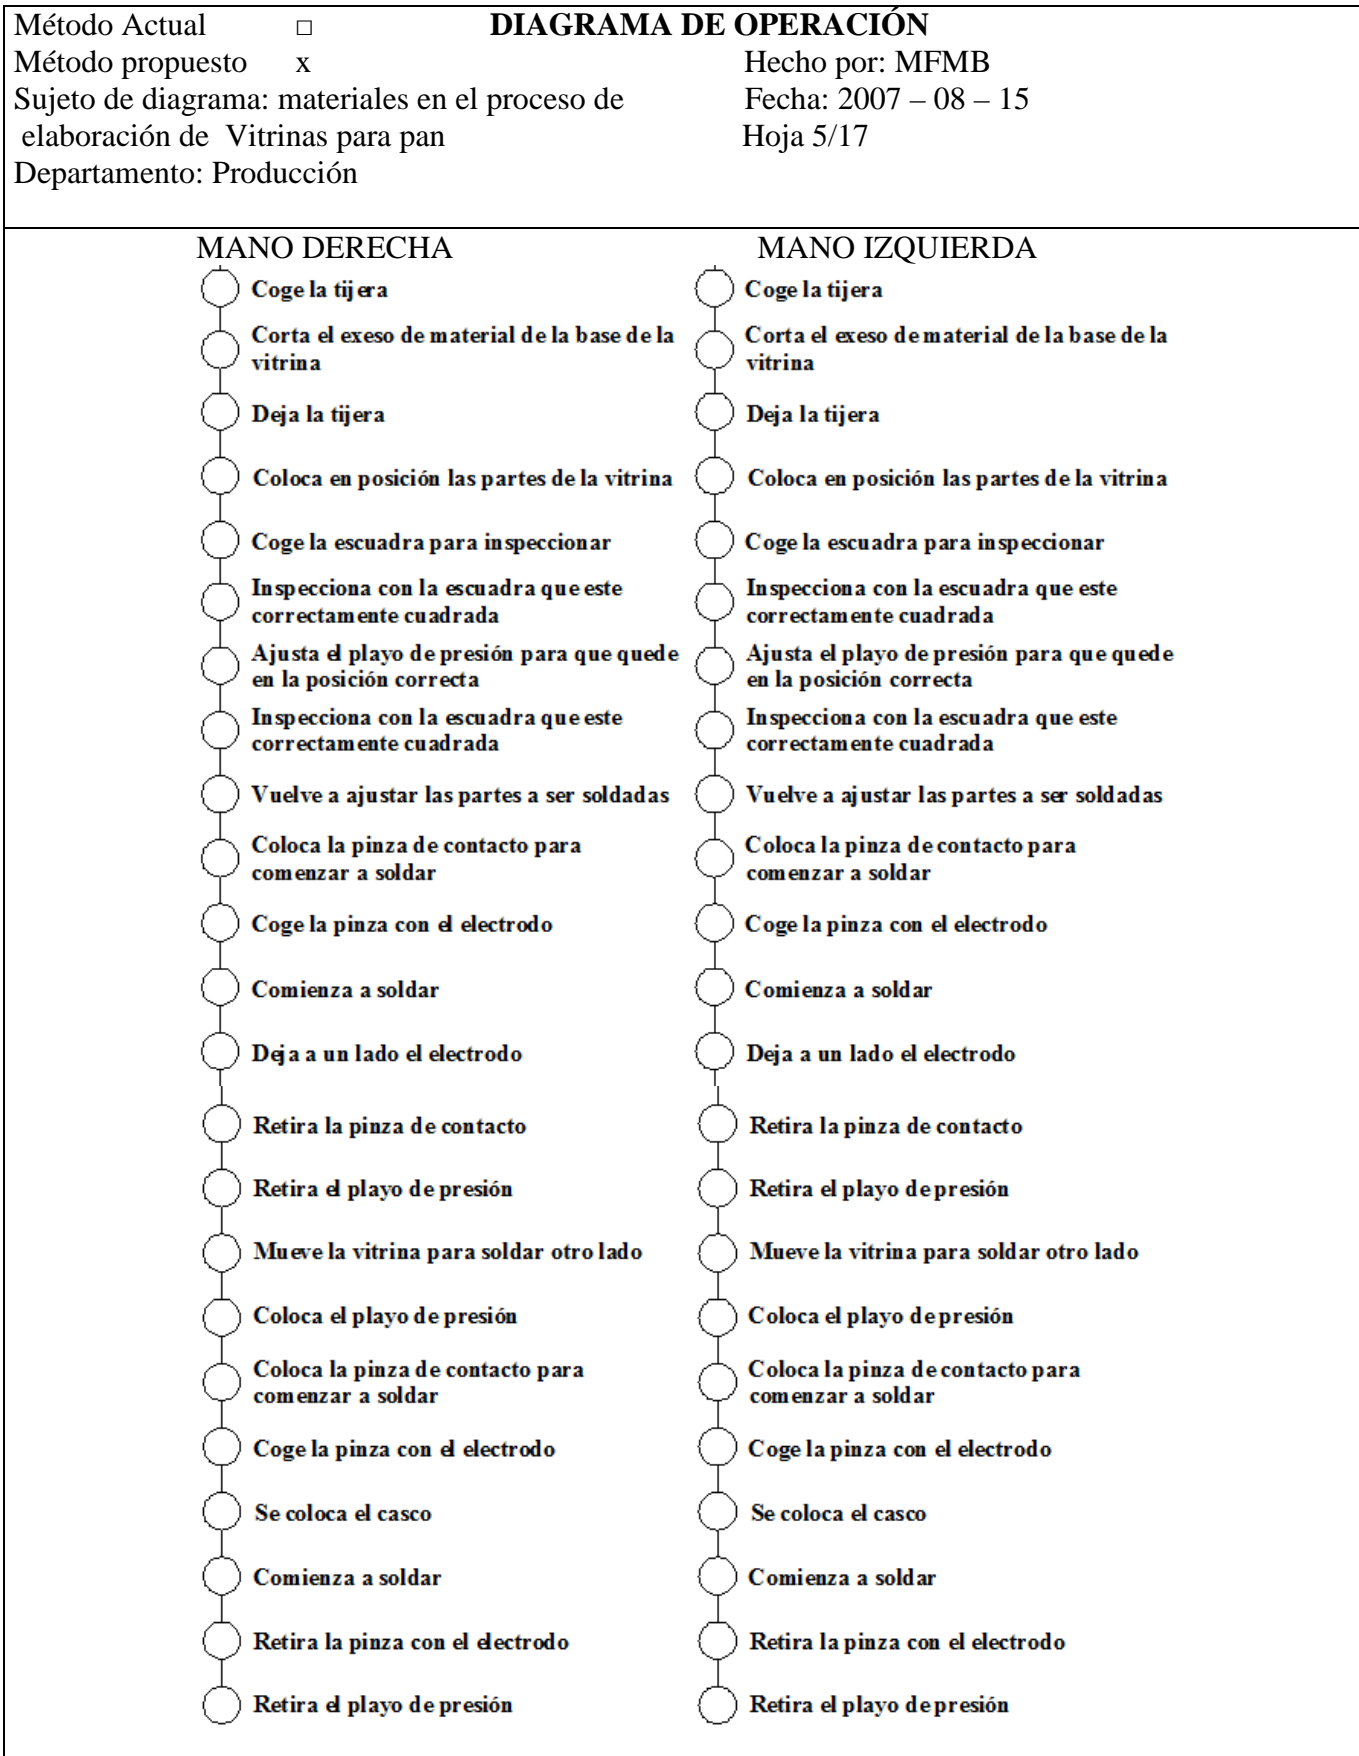 Método Actual □ DIAGRAMA DE OPERACIÓN
Método propuesto x Hecho por: MFMB
Sujeto de diagrama: materiales en el proceso de Fecha: 2007 – 08 – 15
elaboración de Vitrinas para pan Hoja 5/17
Departamento: Producción
MANO DERECHA MANO IZQUIERDA
Coge la tijera Coge la tijera
Corta el exeso de material de la base de la Corta el exeso de material de la base de la
vitrina vitrina
Deja la tijera Deja la tijera
Coloca en posición las partes de la vitrina Coloca en posición las partes de la vitrina
Coge la escuadra para inspeccionar Coge la escuadra para inspeccionar
Inspecciona con la escuadra que este Inspecciona con la escuadra que este
correctamente cuadrada correctamente cuadrada
Ajusta el playo de presión para que quede Ajusta el playo de presión para que quede
en la posición correcta en la posición correcta
Inspecciona con la escuadra que este Inspecciona con la escuadra que este
correctamente cuadrada correctamente cuadrada
Vuelve a ajustar las partes a ser soldadas Vuelve a ajustar las partes a ser soldadas
Coloca la pinza de contacto para Coloca la pinza de contacto para
comenzar a soldar comenzar a soldar
Coge la pinza con el electrodo Coge la pinza con el electrodo
Comienza a soldar Comienza a soldar
Deja a un lado el electrodo Deja a un lado el electrodo
Retira la pinza de contacto Retira la pinza de contacto
Retira el playo de presión Retira el playo de presión
Mueve la vitrina para soldar otro lado Mueve la vitrina para soldar otro lado
Coloca el playo de presión Coloca el playo de presión
Coloca la pinza de contacto para Coloca la pinza de contacto para
comenzar a soldar comenzar a soldar
Coge la pinza con el electrodo Coge la pinza con el electrodo
Se coloca el casco Se coloca el casco
Comienza a soldar Comienza a soldar
Retira la pinza con el electrodo Retira la pinza con el electrodo
Retira el playo de presión Retira el playo de presión